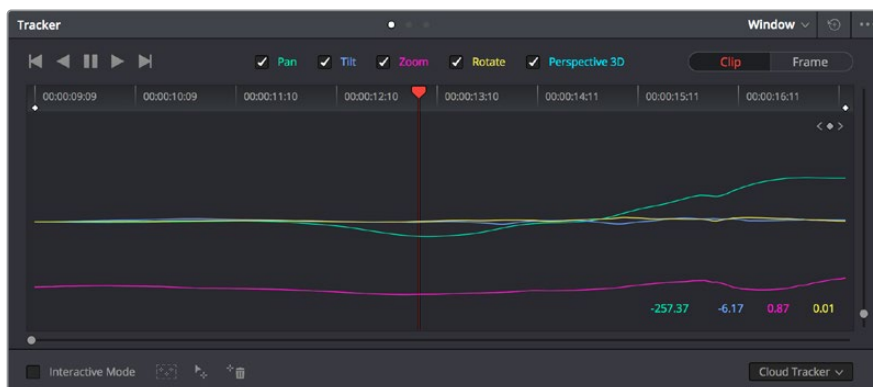 Tracker
Window
Pan Tilt Zoom Rotate Perspective 3D Clip Frame
00:00:09:09 00:00:10:09 00:00:11:10 00:00:12:10 00:00:13:10 00:00:14:11 00:00:15:11 00:00:16:11
-257.37 -6.17 0.87 0.01
Interactive Mode Cloud Tracker